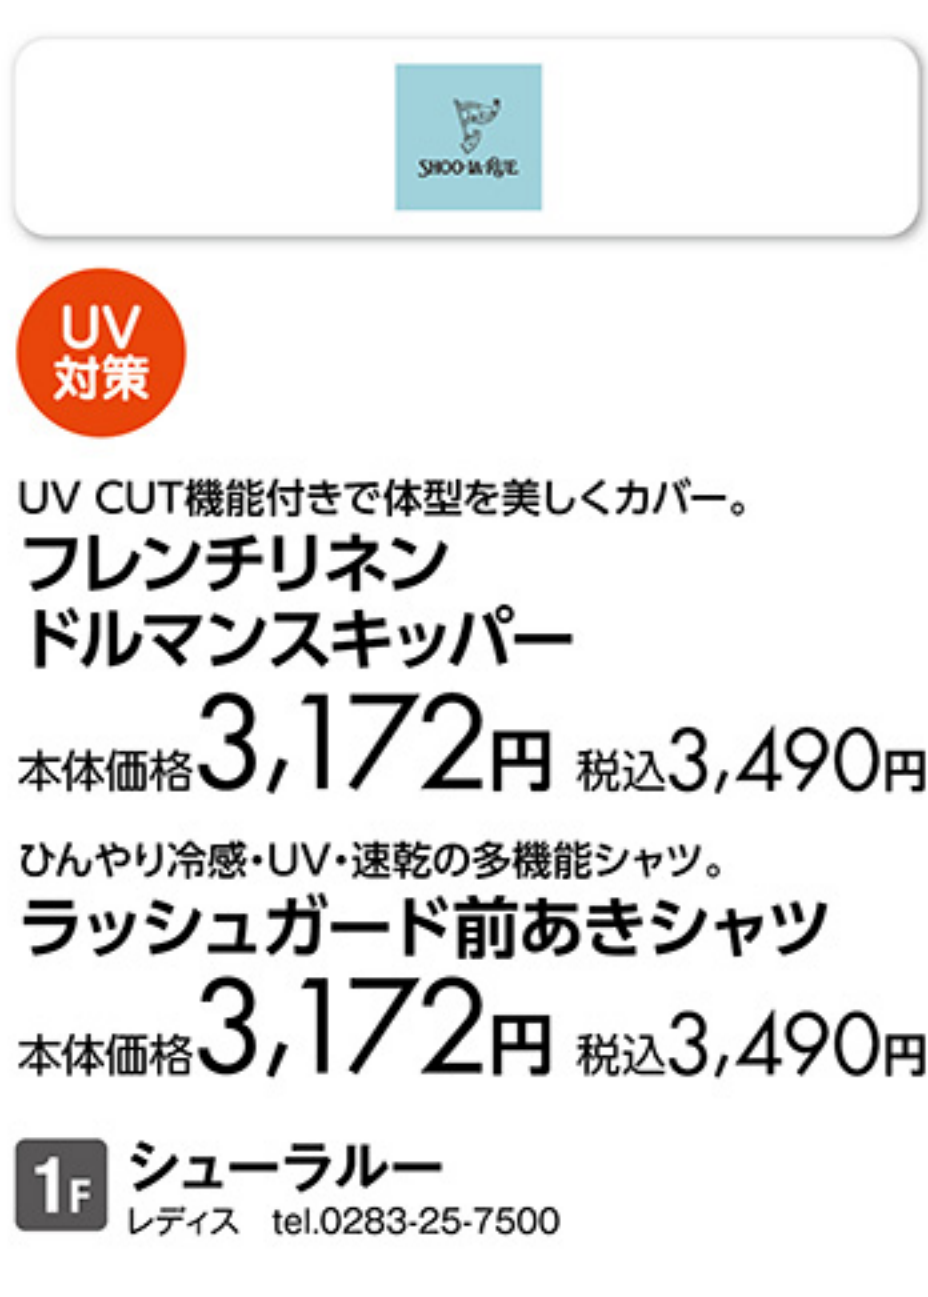 SHOO·LA·RUE
UV
対策
UV CUT機能付きで体型を美しくカバー。
フレンチリネン
ドルマンスキッパー
本体価格3,172円 税込3,490円
ひんやり冷感・UV・速乾の多機能シャツ。
ラッシュガード前あきシャツ
本体価格3,172円 税込3,490円
1F シューラルー
レディス tel.0283-25-7500